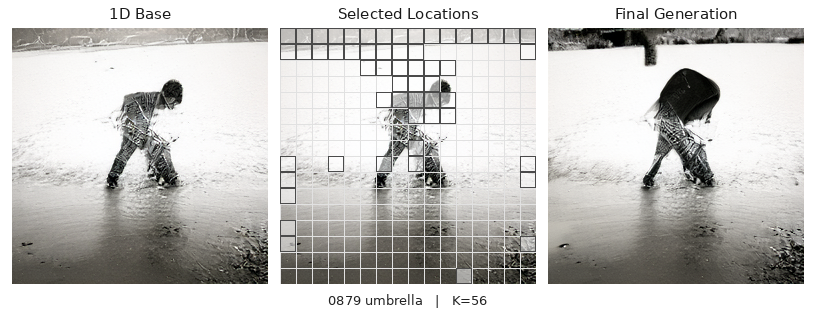 1D Base
Selected Locations
Final Generation
0879 umbrella | K=56